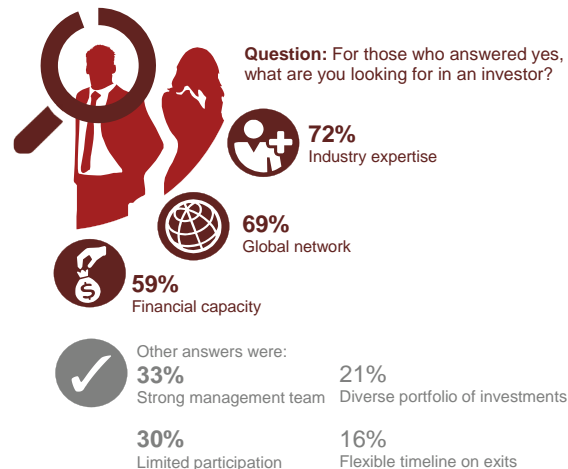 Question: For those who answered yes,
what are you looking for in an investor?
72%
Industry expertise
69%
Global network
$
59%
Financial capacity
Other answers were:
33%
Strong management team
21%
Diverse portfolio of investments
30%
Limited participation
16%
Flexible timeline on exits